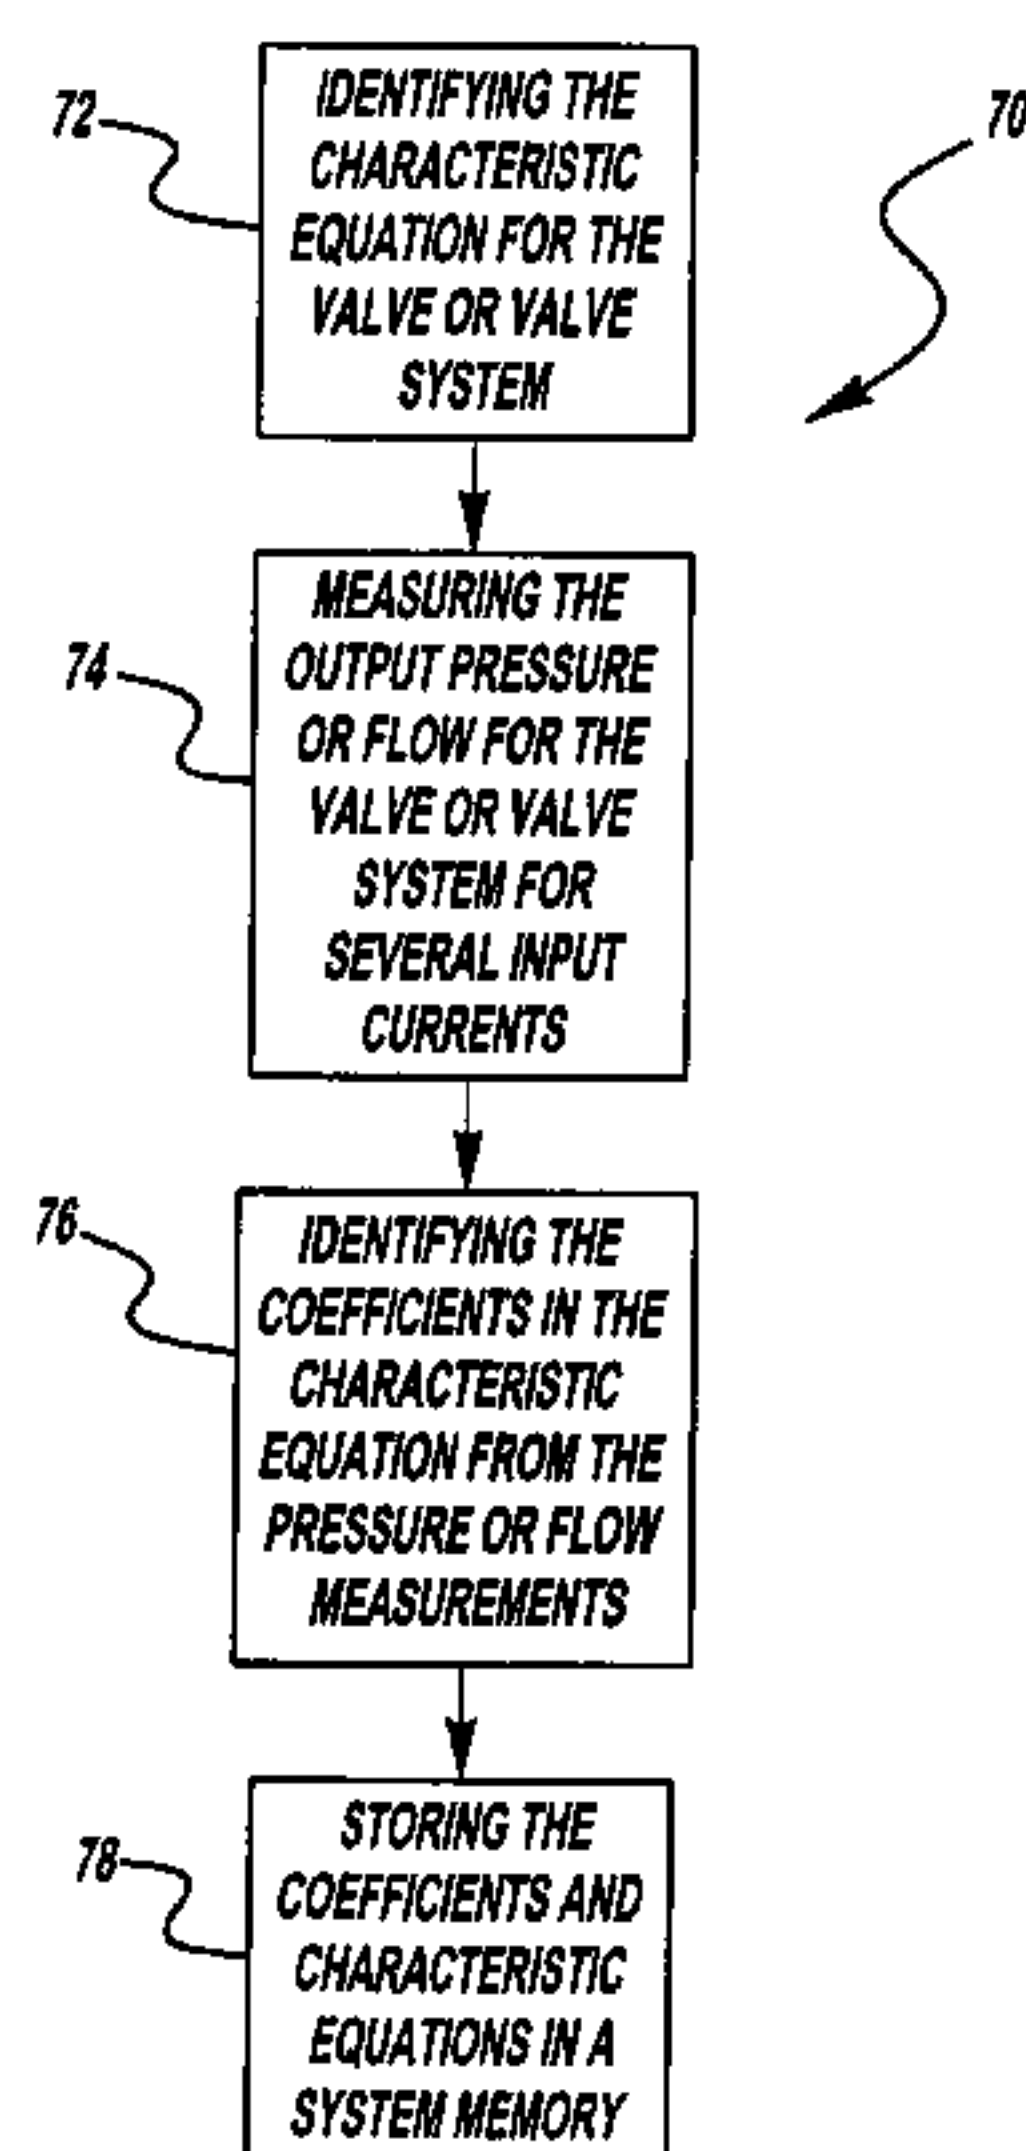 72
IDENTIFYING THE
CHARACTERISTIC
EQUATION FOR THE
VALVE OR VALVE
SYSTEM
70
74
MEASURING THE
OUTPUT PRESSURE
OR FLOW FOR THE
VALVE OR VALVE
SYSTEM FOR
SEVERAL INPUT
CURRENTS
76
IDENTIFYING THE
COEFFICIENTS IN THE
CHARACTERISTIC
EQUATION FROM THE
PRESSURE OR FLOW
MEASUREMENTS
78
STORING THE
COEFFICIENTS AND
CHARACTERISTIC
EQUATIONS IN A
SYSTEM MEMORY